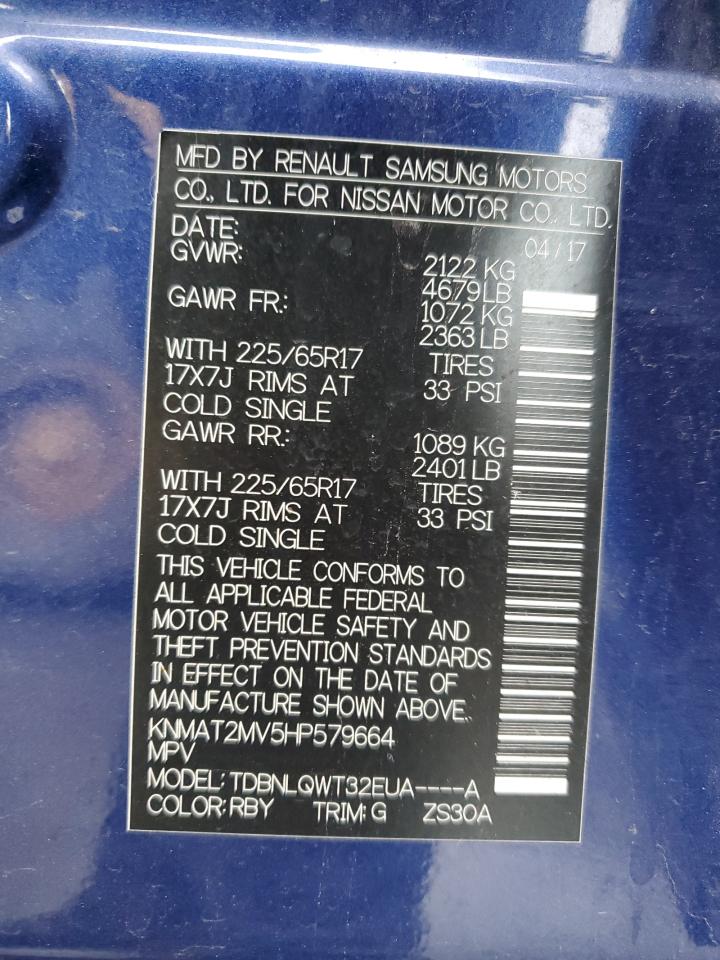 MFD BY RENAULT SAMSUNG MOTORS
CO., LTD. FOR NISSAN MOTOR CO., LTD.
DATE: 04/17
GVWR: 2122 KG
4679 LB
GAWR FR: 1072 KG
2363 LB
WITH 225/65R17 TIRES
17X7J RIMS AT 33 PSI
COLD SINGLE
GAWR RR: 1089 KG
2401 LB
WITH 225/65R17 TIRES
17X7J RIMS AT 33 PSI
COLD SINGLE
THIS VEHICLE CONFORMS TO
ALL APPLICABLE FEDERAL
MOTOR VEHICLE SAFETY AND
THEFT PREVENTION STANDARDS
IN EFFECT ON THE DATE OF
MANUFACTURE SHOWN ABOVE.
KNMAT2MV5HP579664
MPV
MODEL: TDBNLQWT32EUA----A
COLOR: RBY TRIM: G ZS30A